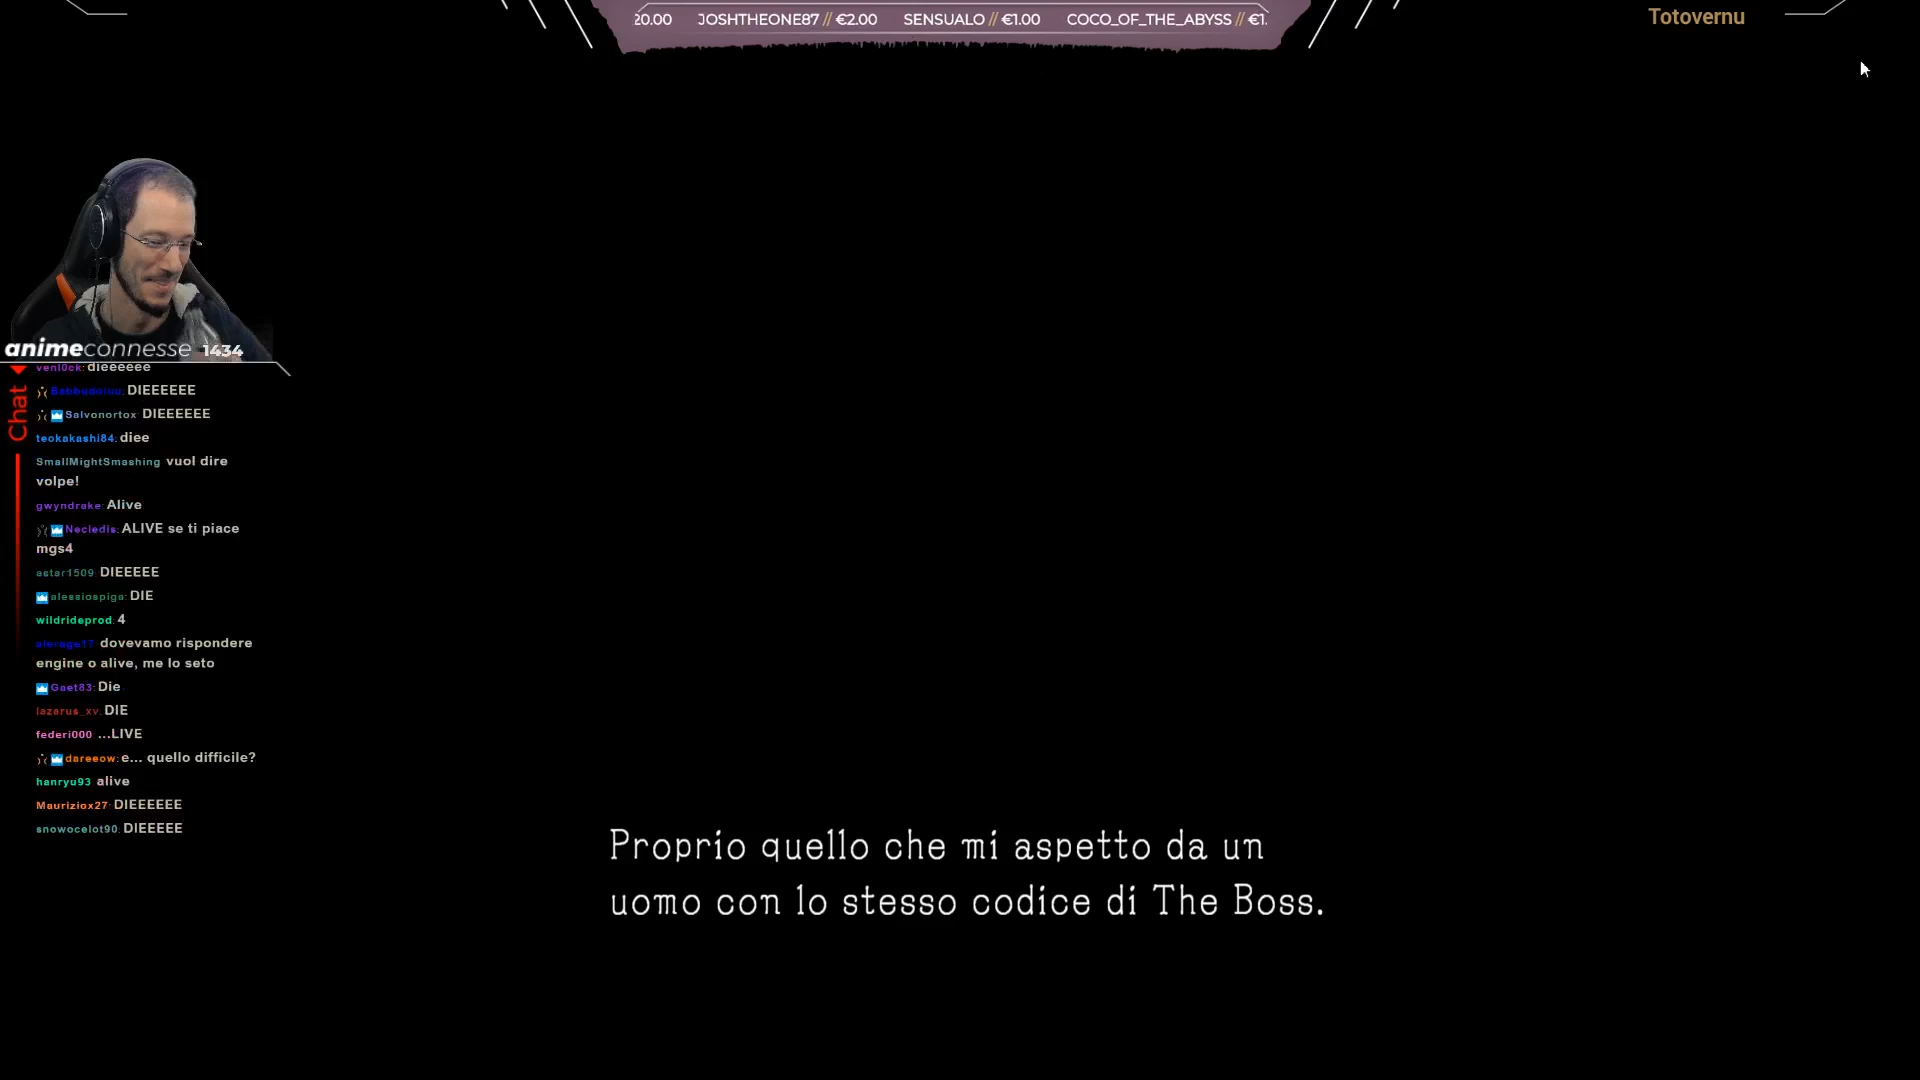 20.00 JOSHTHEONE87 // €2.00 SENSUALO // €1.00 COCO_OF_THE_ABYSS // €1.
Totovernu
animeconnesse 1434
Chat
venl0ck: dieeeeee
DIEEEEEE
Salvonortox DIEEEEEE
teokakashi84: diee
SmallMightSmashing vuol dire
volpe!
gwyndrake: Alive
Neciedis: ALIVE se ti piace
mgs4
astar1509: DIEEEEE
alessiospiga: DIE
wildrideprod: 4
dovevamo rispondere
engine o alive, me lo seto
Gaet83: Die
lazarus_xv: DIE
federi000: ...LIVE
dareeow: e... quello difficile?
hanryu93 alive
Mauriziox27: DIEEEEEE
snowocelot90: DIEEEEE
Proprio quello che mi aspetto da un
uomo con lo stesso codice di The Boss.